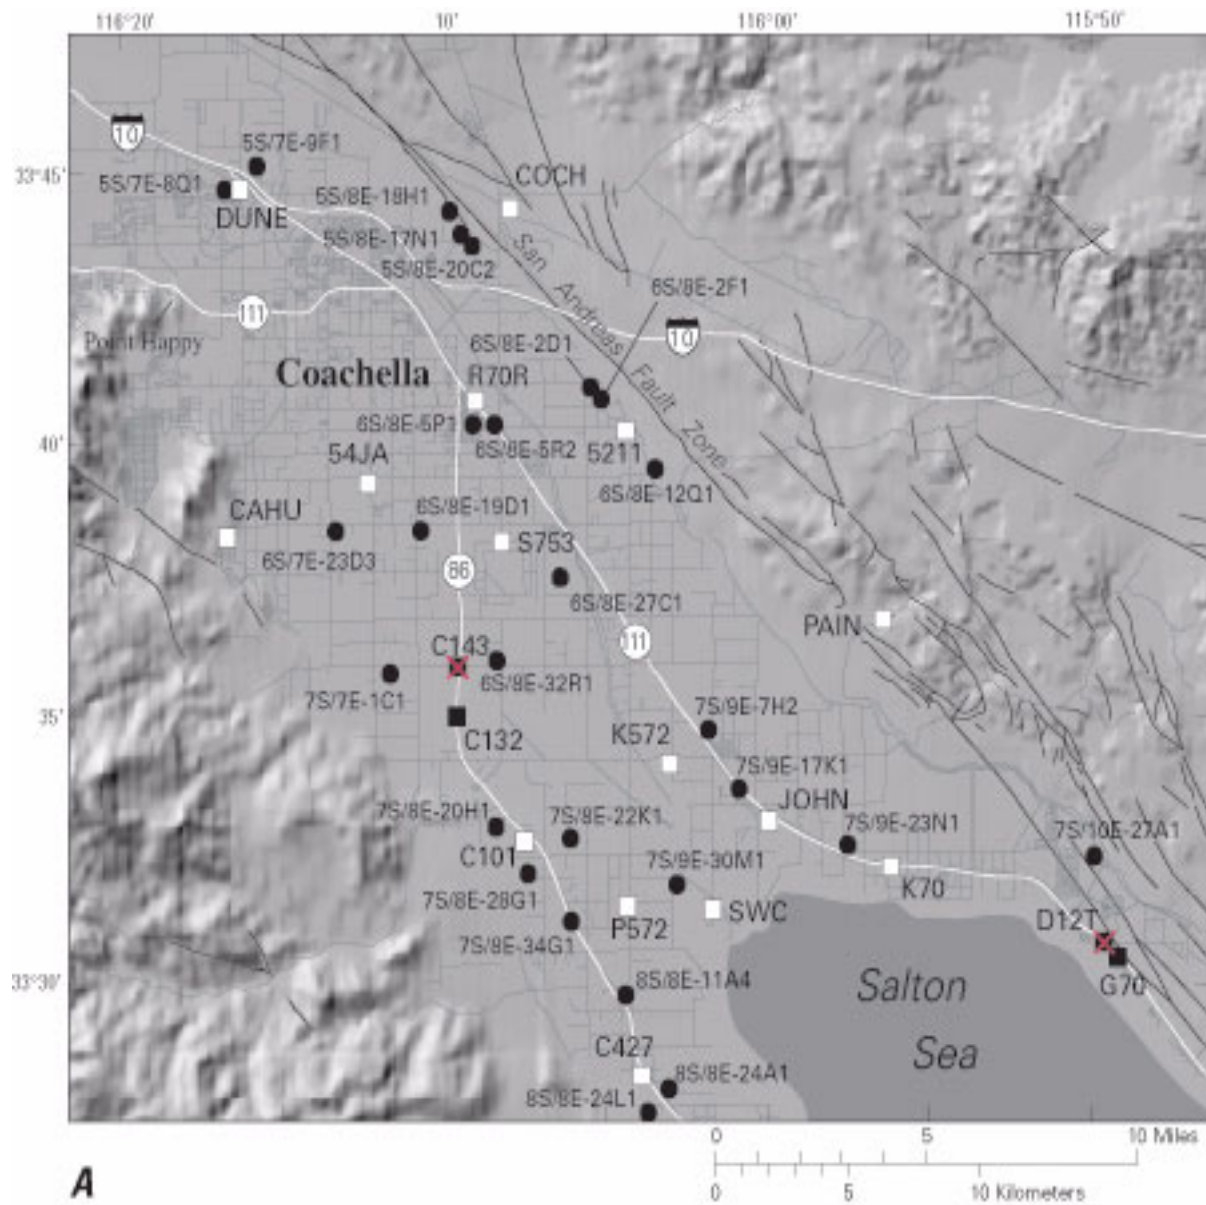 116°20' 10' 116°00' 115°50'
10
5S/7E-9F1
33°45'
5S/7E-8Q1
DUNE
5S/8E-18H1
COCH
5S/8E-17N1
5S/8E-20C2
San Andreas Fault Zone
6S/8E-2F1
111
10
Point Happy
6S/8E-2D1
Coachella
R70R
6S/8E-5P1
6S/8E-5R2
5211
40'
54JA
6S/8E-12Q1
CAHU
6S/8E-19D1
S753
6S/7E-23D3
86
6S/8E-27C1
PAIN
111
C143
6S/8E-32R1
7S/7E-1C1
7S/9E-7H2
35'
C132
K572
7S/9E-17K1
JOHN
7S/8E-20H1
7S/8E-22K1
7S/9E-23N1
7S/10E-27A1
C101
7S/9E-30M1
K70
7S/8E-28G1
P572
SWC
D12T
7S/8E-34G1
33°30'
8S/8E-11A4
Salton
Sea
G70
C427
8S/8E-24A1
8S/8E-24L1
0 5 10 Miles
0 5 10 Kilometers
A